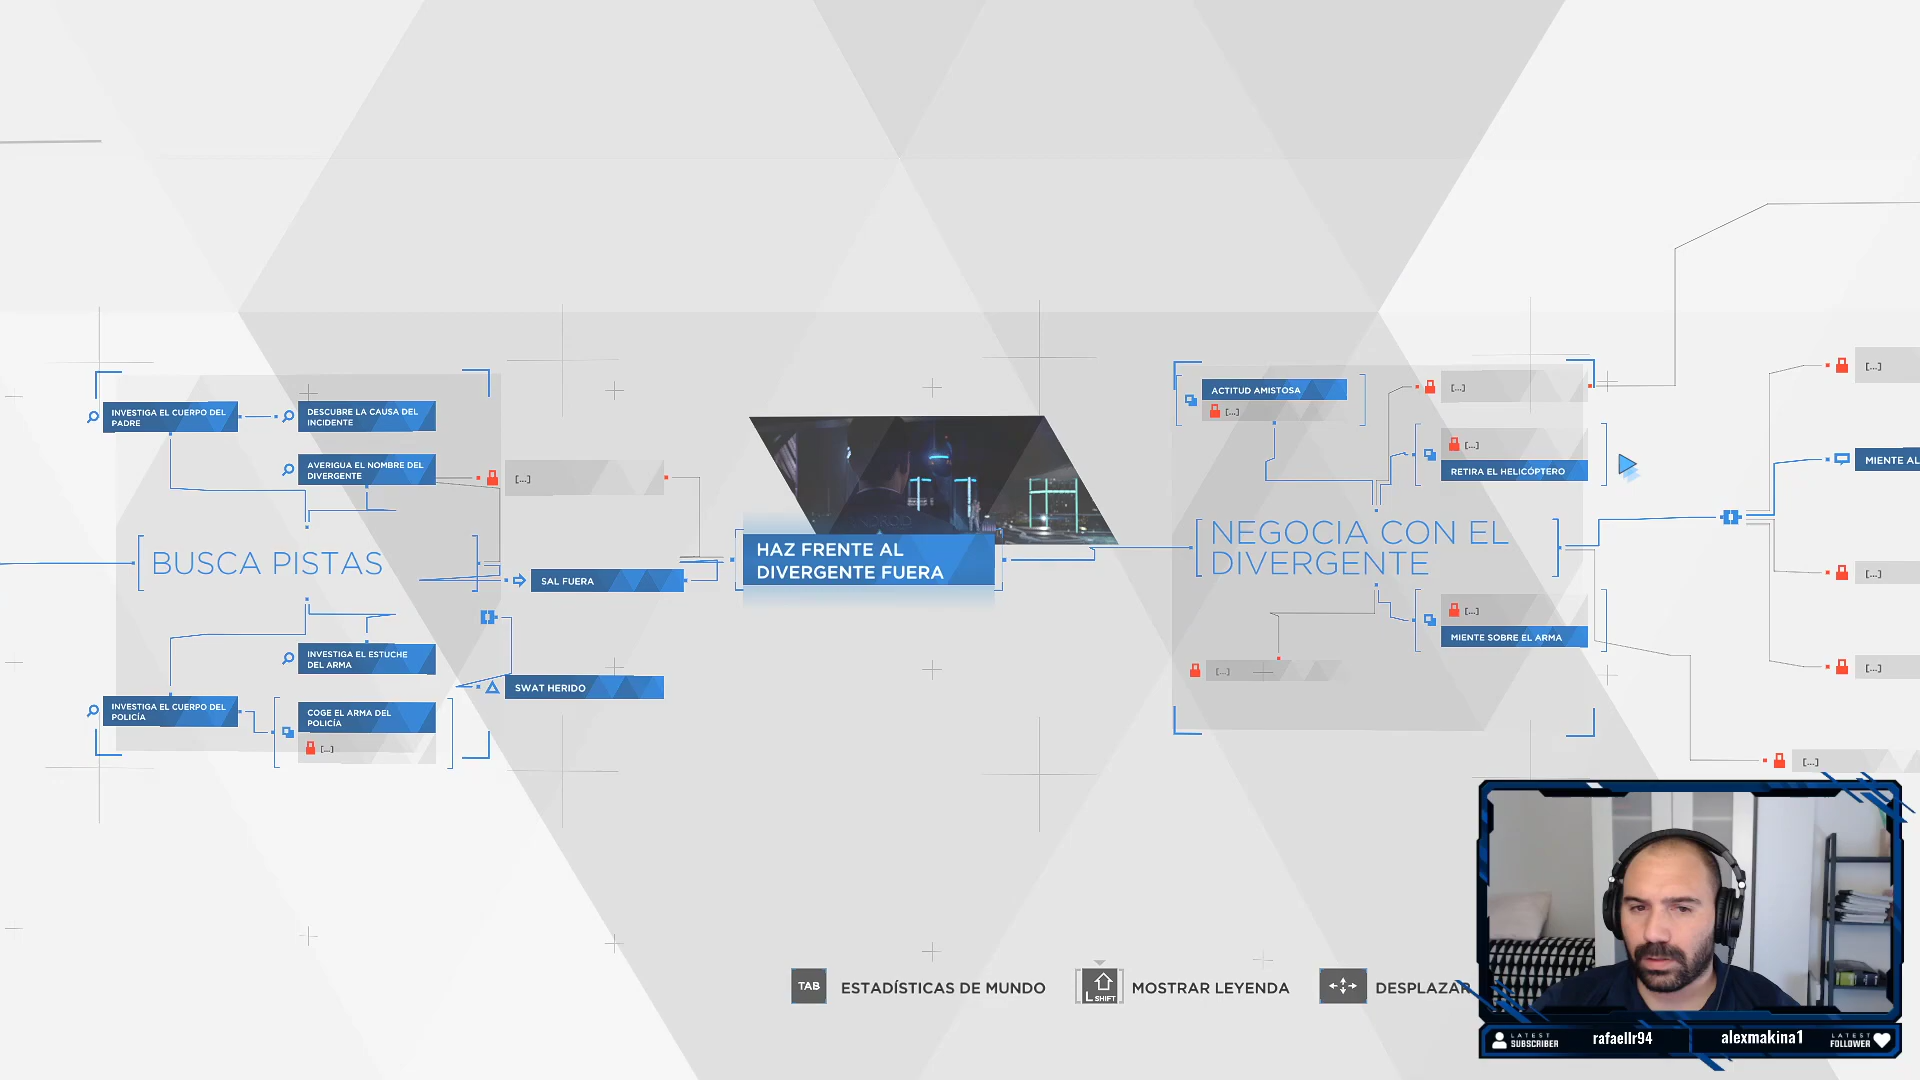 INVESTIGA EL CUERPO DEL
PADRE
DESCUBRE LA CAUSA DEL
INCIDENTE
AVERIGUA EL NOMBRE DEL
DIVERGENTE
[...]
BUSCA PISTAS
SAL FUERA
INVESTIGA EL ESTUCHE
DEL ARMA
SWAT HERIDO
INVESTIGA EL CUERPO DEL
POLICÍA
COGE EL ARMA DEL
POLICÍA
[...]
HAZ FRENTE AL
DIVERGENTE FUERA
ACTITUD AMISTOSA
[...]
[...]
[...]
RETIRA EL HELICÓPTERO
NEGOCIA CON EL
DIVERGENTE
[...]
MIENTE SOBRE EL ARMA
[...]
[...]
MIENTE AL
[...]
[...]
[...]
TAB
ESTADÍSTICAS DE MUNDO
L SHIFT
MOSTRAR LEYENDA
DESPLAZAR
LATEST
SUBSCRIBER
rafaellr94
alexmakina1
LATEST
FOLLOWER